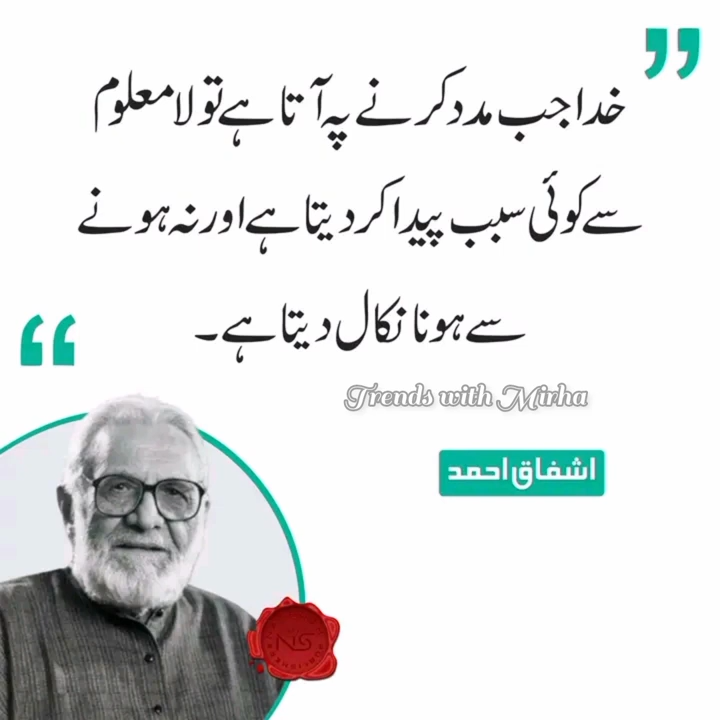 خدا جب مدد کرنے پہ آتا ہے تو لا معلوم
سے کوئی سبب پیدا کر دیتا ہے اور نہ ہونے
سے ہونا نکال دیتا ہے۔
Trends with Mirha
اشفاق احمد
NS